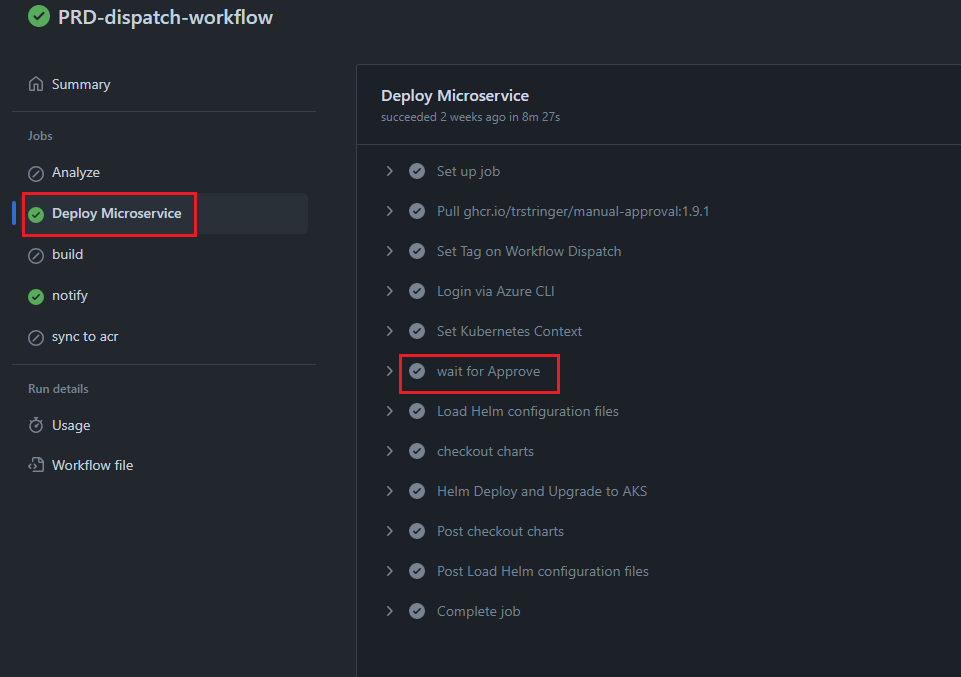 PRD-dispatch-workflow
Summary
Jobs
Analyze
Deploy Microservice
build
notify
sync to acr
Run details
Usage
Workflow file
Deploy Microservice
succeeded 2 weeks ago in 8m 27s
Set up job
Pull ghcr.io/trstringer/manual-approval:1.9.1
Set Tag on Workflow Dispatch
Login via Azure CLI
Set Kubernetes Context
wait for Approve
Load Helm configuration files
checkout charts
Helm Deploy and Upgrade to AKS
Post checkout charts
Post Load Helm configuration files
Complete job